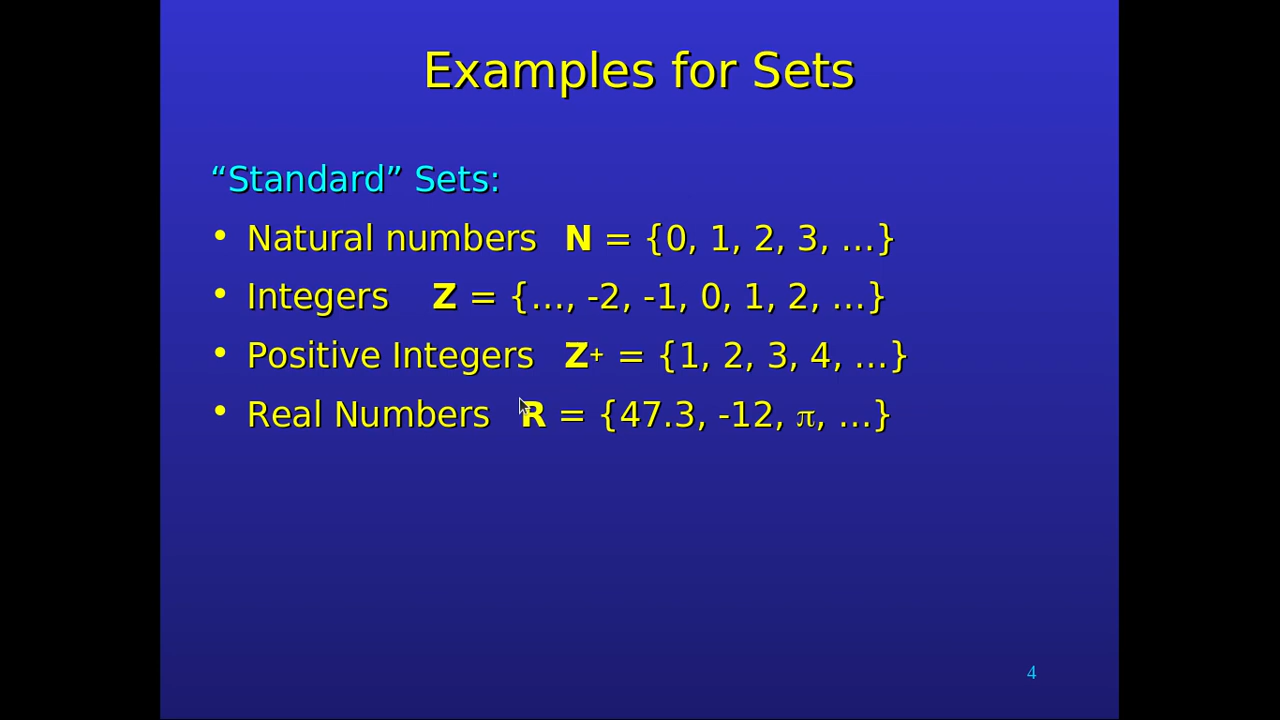 Examples for Sets
“Standard” Sets:
• Natural numbers N = {0, 1, 2, 3, …}
• Integers Z = {…, -2, -1, 0, 1, 2, …}
• Positive Integers Z+ = {1, 2, 3, 4, …}
• Real Numbers R = {47.3, -12, π, …}
4